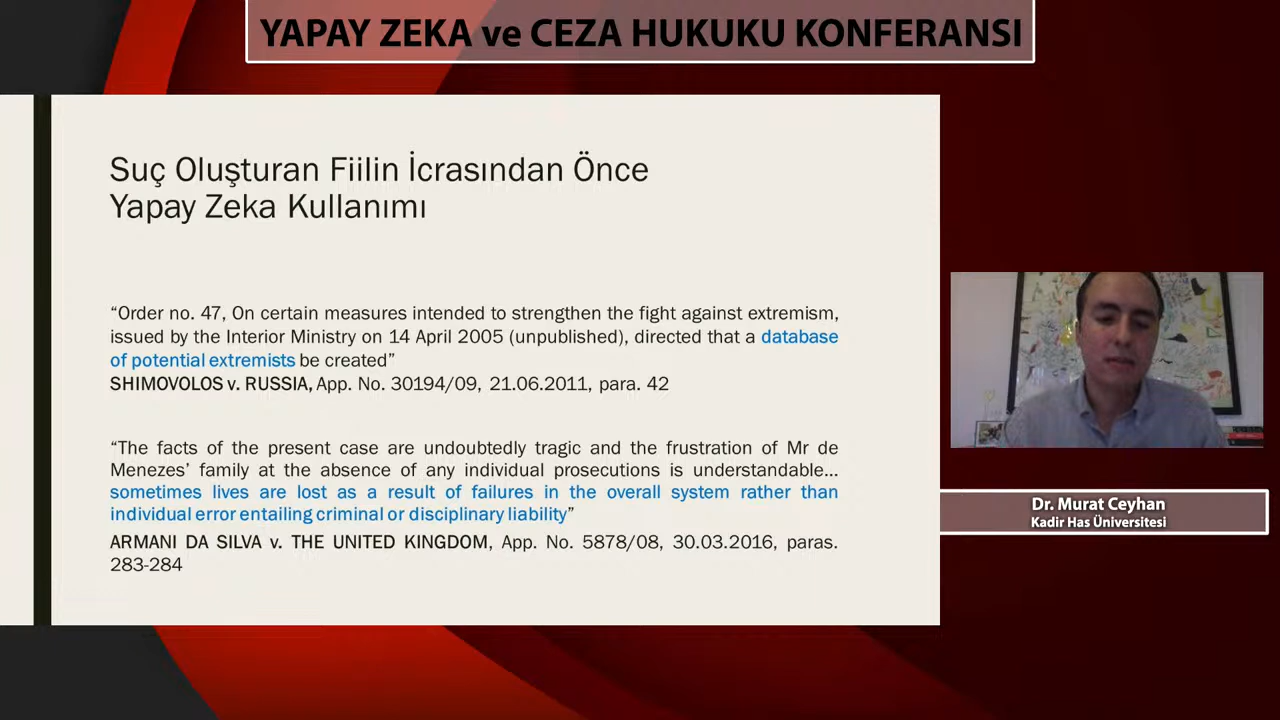 YAPAY ZEKA ve CEZA HUKUKU KONFERANSI
Suç Oluşturan Fiilin İcrasından Önce
Yapay Zeka Kullanımı
“Order no. 47, On certain measures intended to strengthen the fight against extremism,
issued by the Interior Ministry on 14 April 2005 (unpublished), directed that a database
of potential extremists be created”
SHIMOVOLOS v. RUSSIA, App. No. 30194/09, 21.06.2011, para. 42
“The facts of the present case are undoubtedly tragic and the frustration of Mr de
Menezes’ family at the absence of any individual prosecutions is understandable…
sometimes lives are lost as a result of failures in the overall system rather than
individual error entailing criminal or disciplinary liability”
ARMANI DA SILVA v. THE UNITED KINGDOM, App. No. 5878/08, 30.03.2016, paras.
283-284
Dr. Murat Ceyhan
Kadir Has Üniversitesi